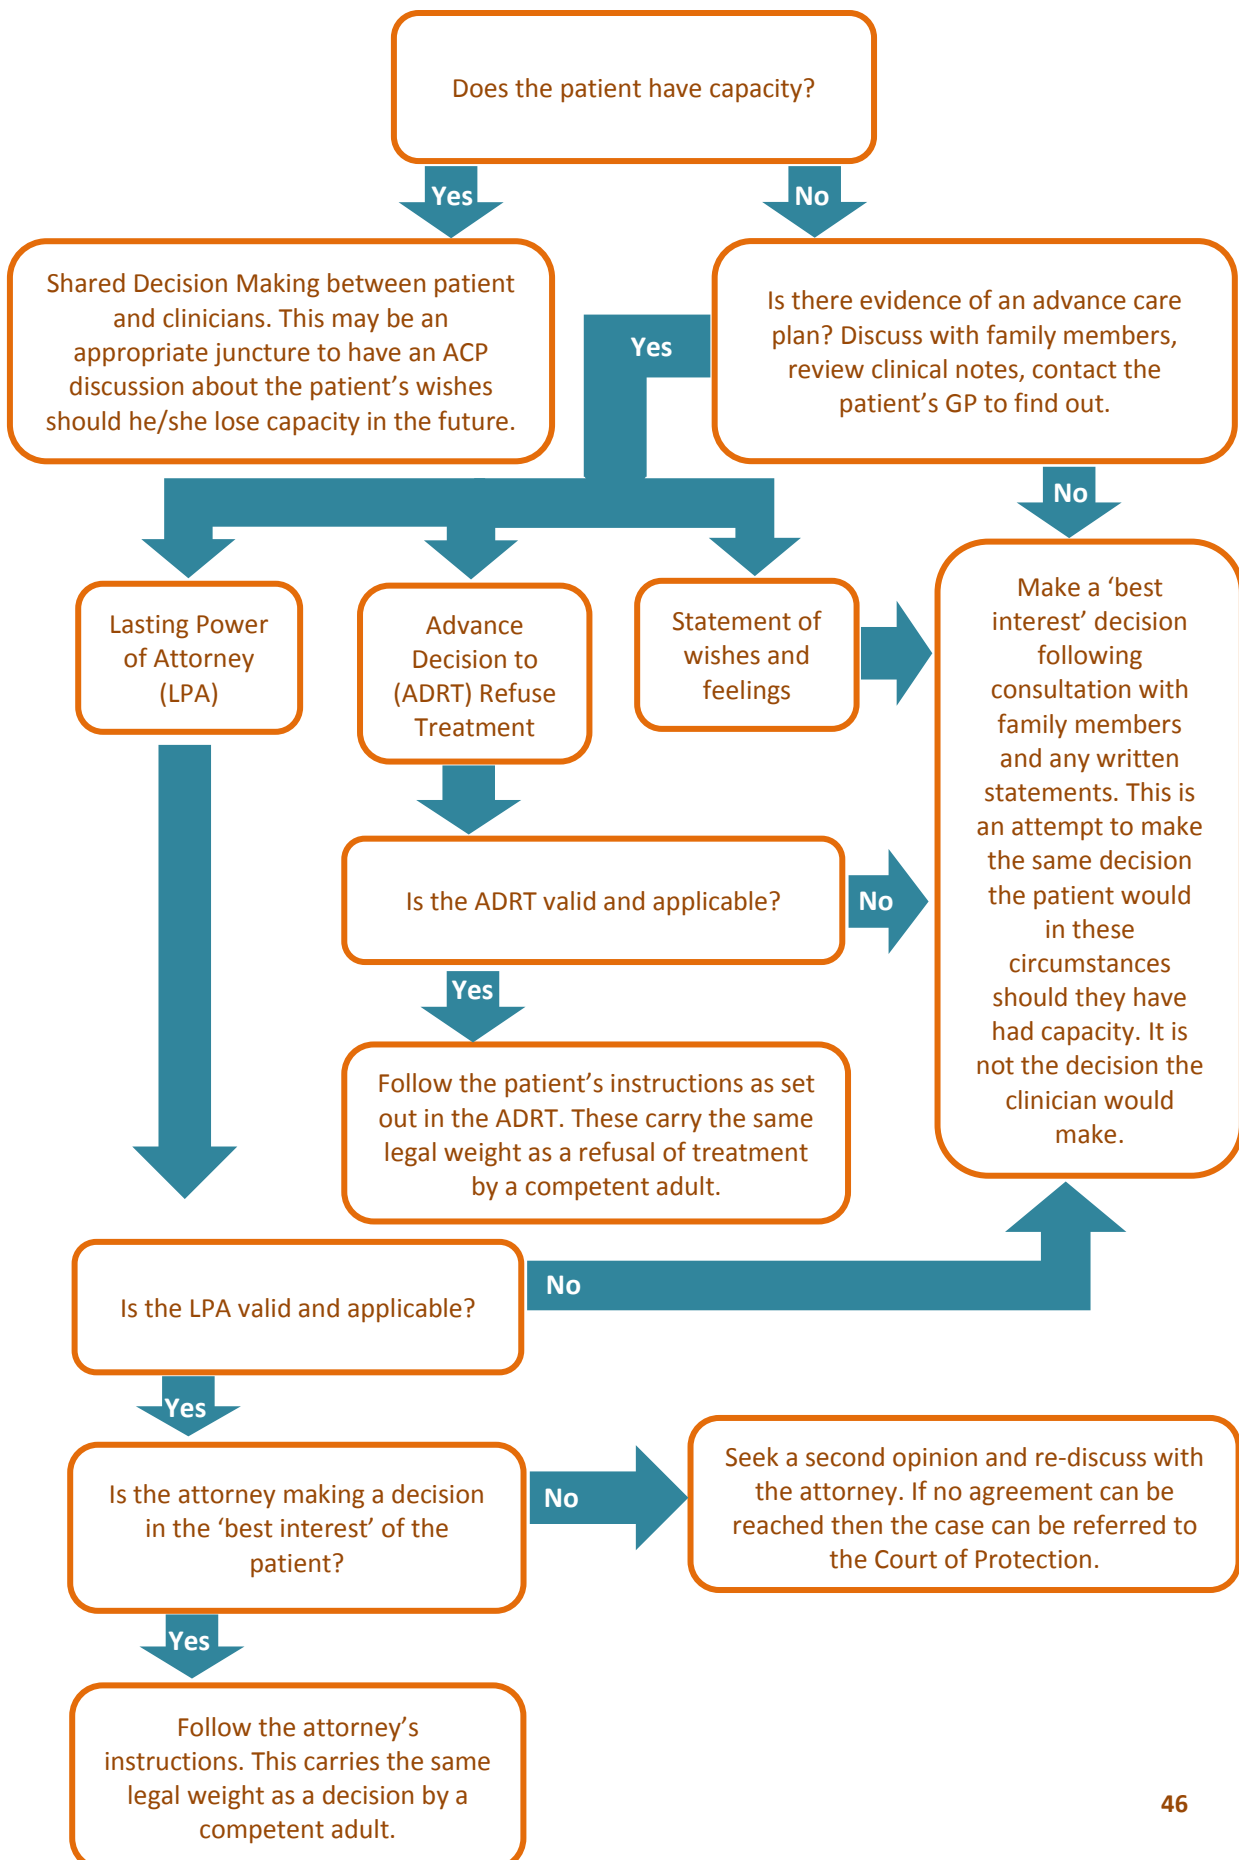 Does the patient have capacity?
Yes
No
Shared Decision Making between patient
and clinicians. This may be an
appropriate juncture to have an ACP
discussion about the patient’s wishes
should he/she lose capacity in the future.
Yes
Is there evidence of an advance care
plan? Discuss with family members,
review clinical notes, contact the
patient’s GP to find out.
No
Lasting Power
of Attorney
(LPA)
Advance
Decision to
(ADRT) Refuse
Treatment
Statement of
wishes and
feelings
Make a ‘best
interest’ decision
following
consultation with
family members
and any written
statements. This is
an attempt to make
the same decision
the patient would
in these
circumstances
should they have
had capacity. It is
not the decision the
clinician would
make.
Is the ADRT valid and applicable?
No
Yes
Follow the patient’s instructions as set
out in the ADRT. These carry the same
legal weight as a refusal of treatment
by a competent adult.
Is the LPA valid and applicable?
No
Yes
Is the attorney making a decision
in the ‘best interest’ of the
patient?
No
Seek a second opinion and re-discuss with
the attorney. If no agreement can be
reached then the case can be referred to
the Court of Protection.
Yes
Follow the attorney’s
instructions. This carries the same
legal weight as a decision by a
competent adult.
46